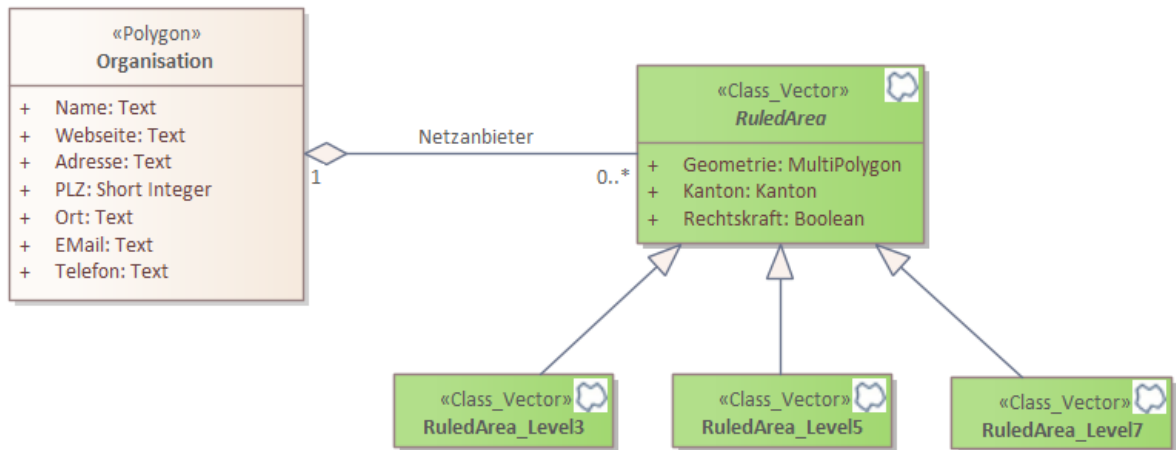 «Polygon»
Organisation
+ Name: Text
+ Webseite: Text
+ Adresse: Text
+ PLZ: Short Integer
+ Ort: Text
+ EMail: Text
+ Telefon: Text
Netzanbieter
1
0..*
«Class_Vector»
RuledArea
+ Geometrie: MultiPolygon
+ Kanton: Kanton
+ Rechtskraft: Boolean
«Class_Vector»
RuledArea_Level3
«Class_Vector»
RuledArea_Level5
«Class_Vector»
RuledArea_Level7